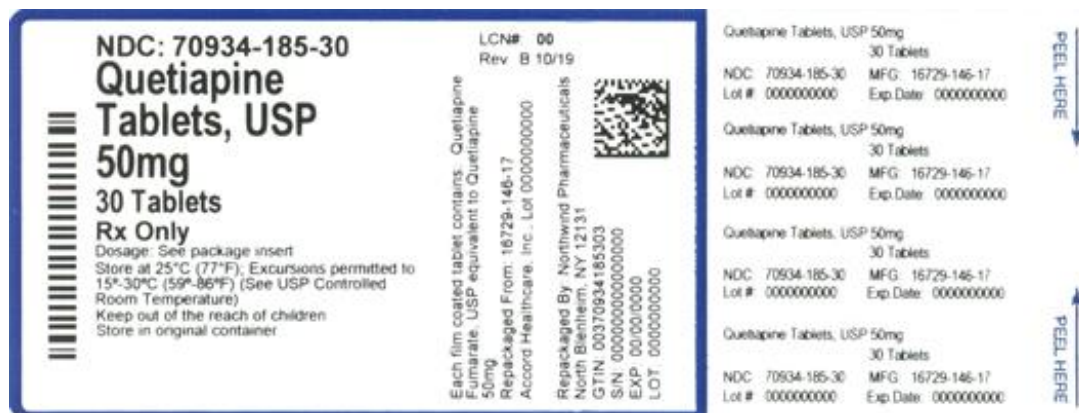 NDC: 70934-185-30
Quetiapine
Tablets, USP
50mg
30 Tablets
Rx Only
Dosage: See package insert
Store at 25°C (77°F); Excursions permitted to
15º-30ºC (59º-86ºF) (See USP Controlled
Room Temperature)
Keep out of the reach of children
Store in original container
LCN#: 00
Rev B 10/19
Each film coated tablet contains: Quetiapine
Fumarate, USP equivalent to Quetiapine
50mg
Repackaged From: 16729-146-17
Accord Healthcare, Inc. Lot 0000000000
Repackaged By: Northwind Pharmaceuticals
North Blenheim, NY 12131
GTIN: 00370934185303
EXP 00/00/0000
LOT 0000000000
Quetiapine Tablets, USP 50mg
30 Tablets
NDC 70934-185-30 MFG: 16729-146-17
Lot # 0000000000 Exp.Date: 0000000000
Quetiapine Tablets, USP 50mg
30 Tablets
NDC 70934-185-30 MFG: 16729-146-17
Lot # 0000000000 Exp.Date: 0000000000
Quetiapine Tablets, USP 50mg
30 Tablets
NDC 70934-185-30 MFG: 16729-146-17
Lot # 0000000000 Exp.Date: 0000000000
Quetiapine Tablets, USP 50mg
30 Tablets
NDC 70934-185-30 MFG: 16729-146-17
Lot # 0000000000 Exp.Date: 0000000000
PEEL HERE
PEEL HERE